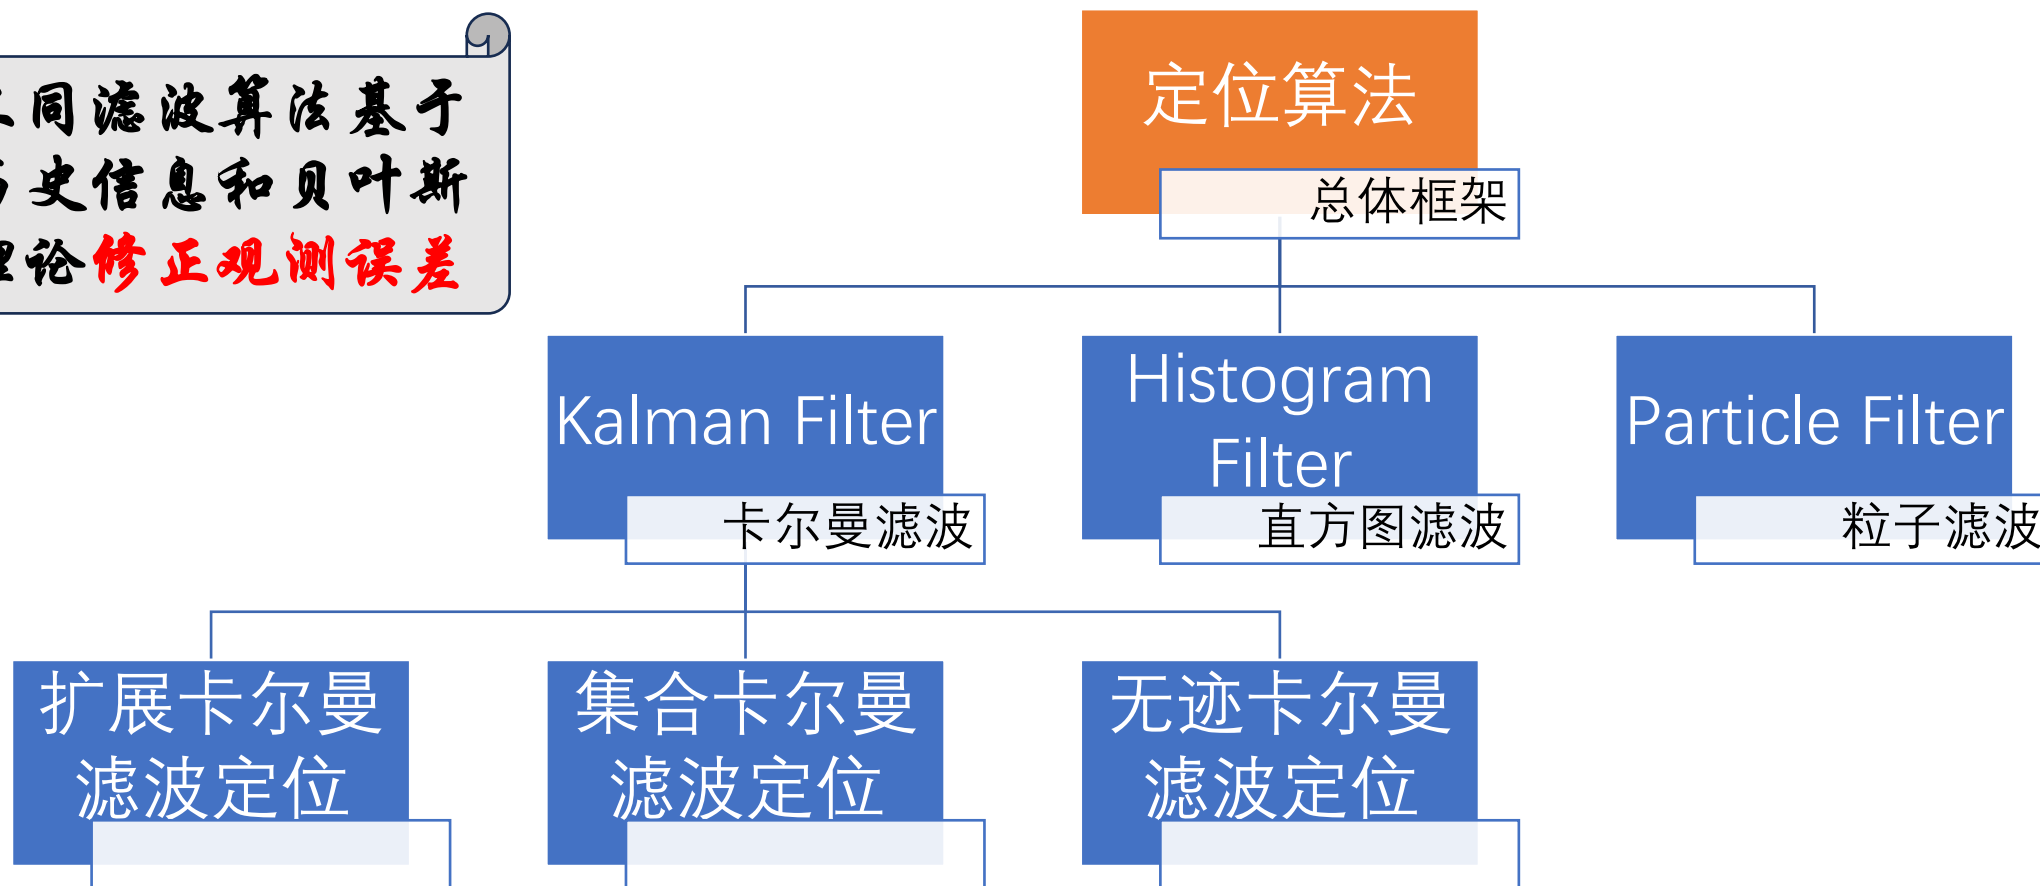 同滤波算法基于
史信息和贝叶斯
理论修正观测误差
定位算法
总体框架
Kalman Filter
卡尔曼滤波
Histogram
Filter
直方图滤波
Particle Filter
粒子滤波
扩展卡尔曼
滤波定位
集合卡尔曼
滤波定位
无迹卡尔曼
滤波定位